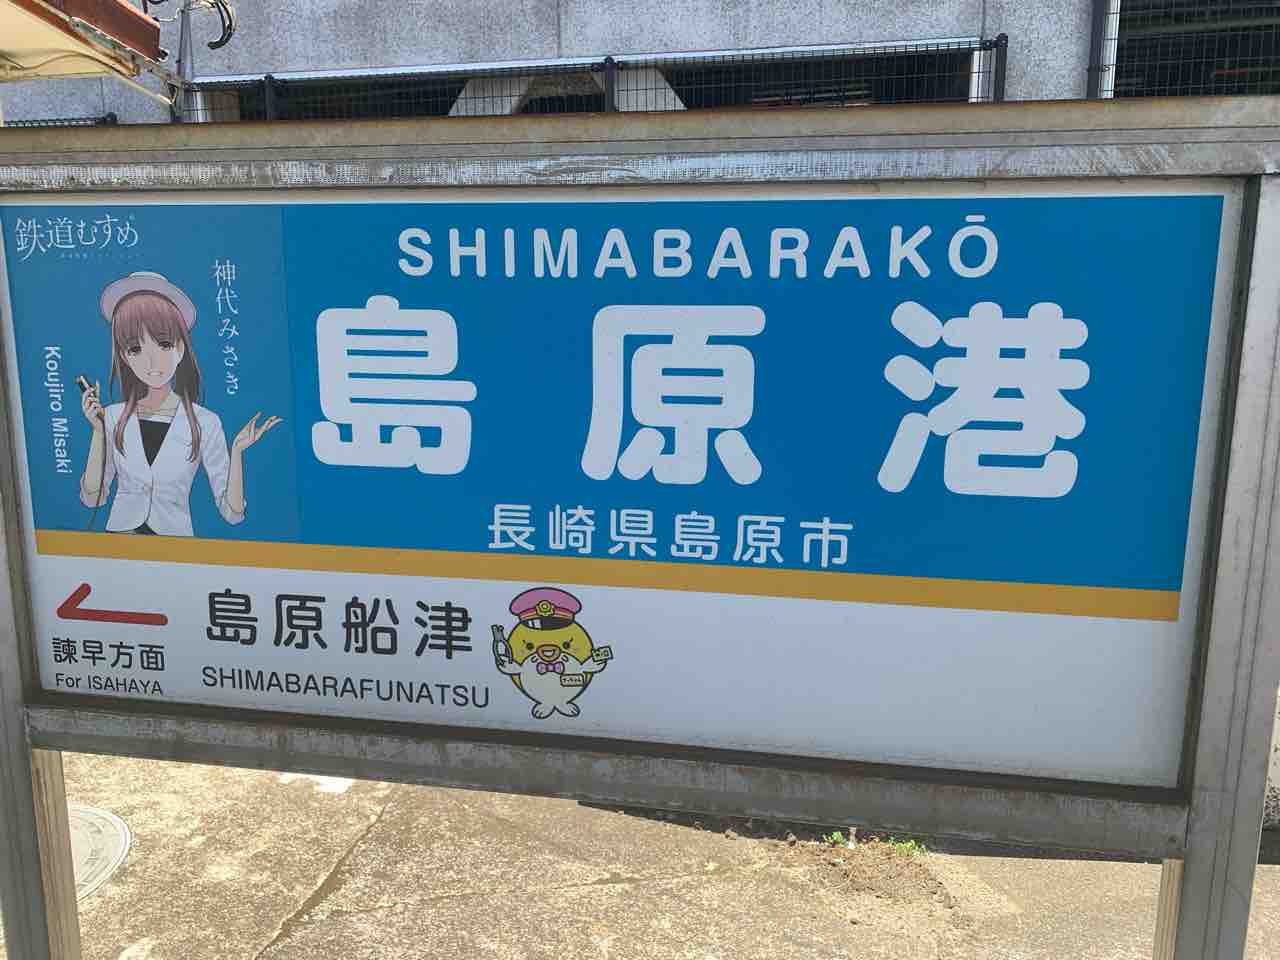 鉄道むすめ
神代みさき
Koujiro Misaki
SHIMABARAKŌ
島原港
長崎県島原市
諫早方面
For ISAHAYA
島原船津
SHIMABARAFUNATSU